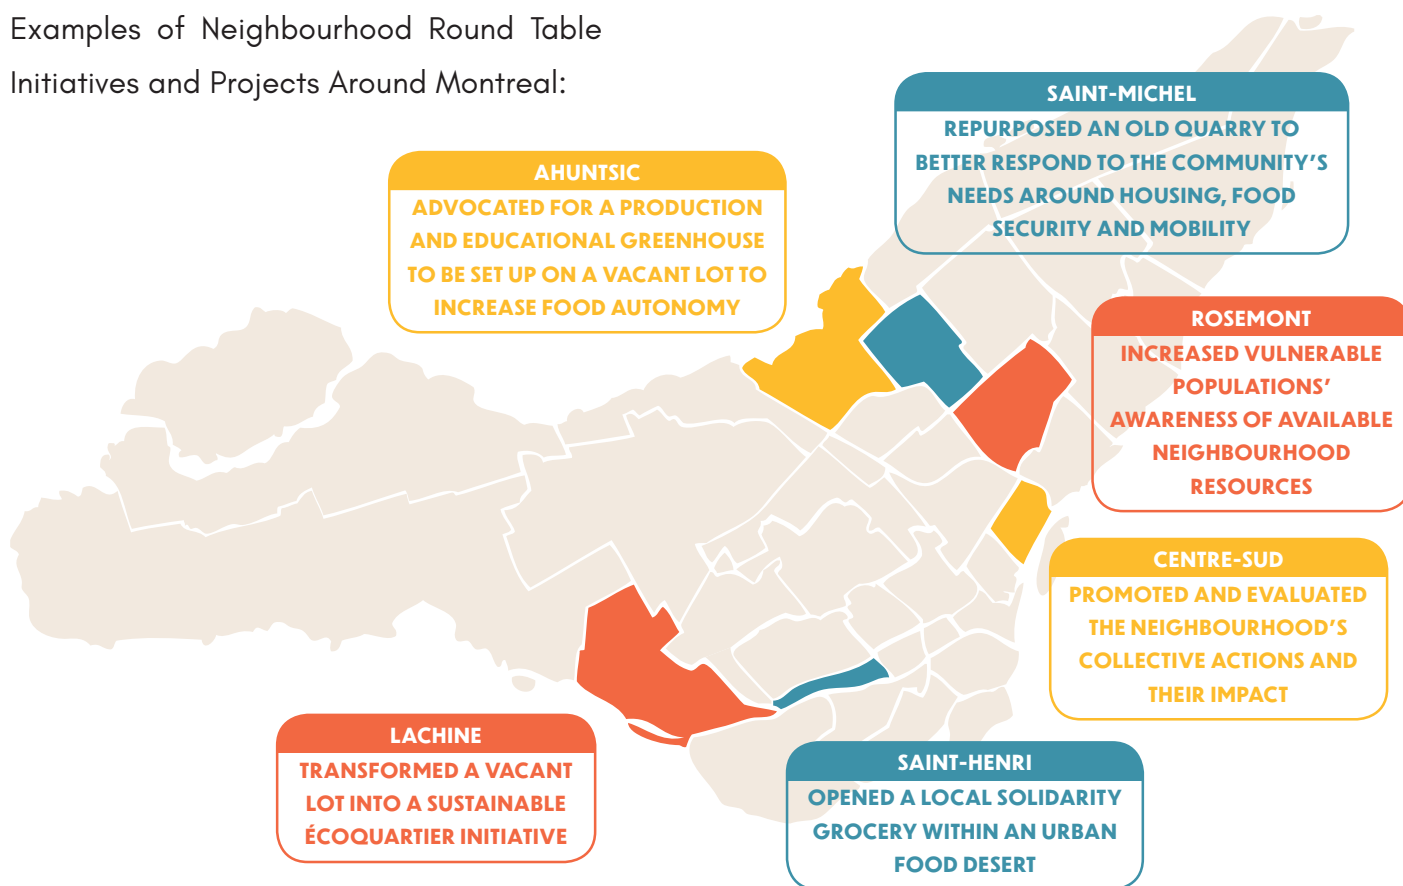 Examples of Neighbourhood Round Table
Initiatives and Projects Around Montreal:
SAINT-MICHEL
REPURPOSED AN OLD QUARRY TO
BETTER RESPOND TO THE COMMUNITY'S
NEEDS AROUND HOUSING, FOOD
SECURITY AND MOBILITY
AHUNTSIC
ADVOCATED FOR A PRODUCTION
AND EDUCATIONAL GREENHOUSE
TO BE SET UP ON A VACANT LOT TO
INCREASE FOOD AUTONOMY
ROSEMONT
INCREASED VULNERABLE
POPULATIONS'
AWARENESS OF AVAILABLE
NEIGHBOURHOOD
RESOURCES
CENTRE-SUD
PROMOTED AND EVALUATED
THE NEIGHBOURHOOD'S
COLLECTIVE ACTIONS AND
THEIR IMPACT
LACHINE
TRANSFORMED A VACANT
LOT INTO A SUSTAINABLE
ÉCOQUARTIER INITIATIVE
SAINT-HENRI
OPENED A LOCAL SOLIDARITY
GROCERY WITHIN AN URBAN
FOOD DESERT